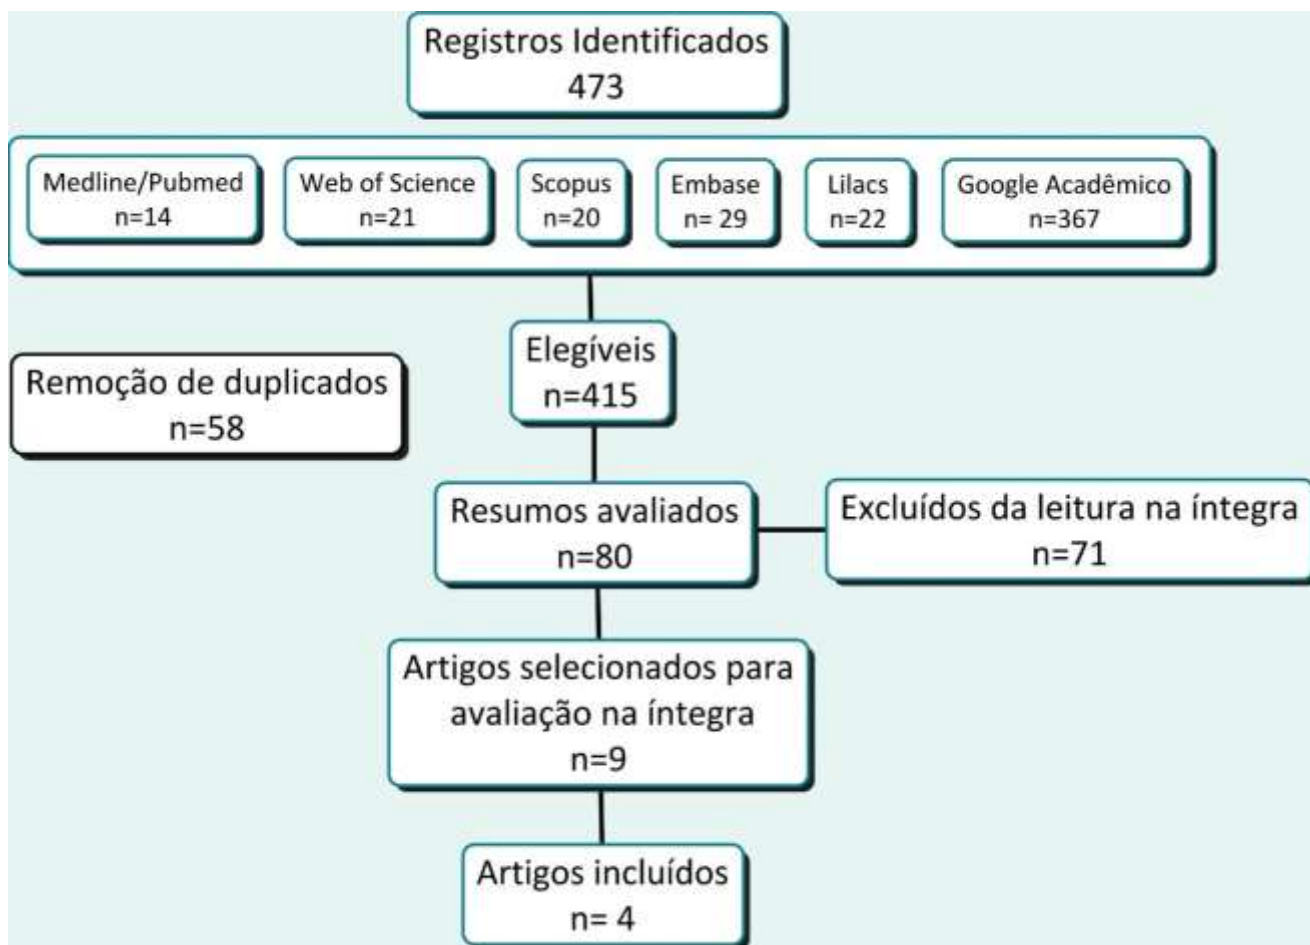 Registros Identificados
473
Medline/Pubmed
n=14
Web of Science
n=21
Scopus
n=20
Embase
n= 29
Lilacs
n=22
Google Acadêmico
n=367
Elegíveis
n=415
Remoção de duplicados
n=58
Resumos avaliados
n=80
Excluídos da leitura na íntegra
n=71
Artigos selecionados para
avaliação na íntegra
n=9
Artigos incluídos
n= 4